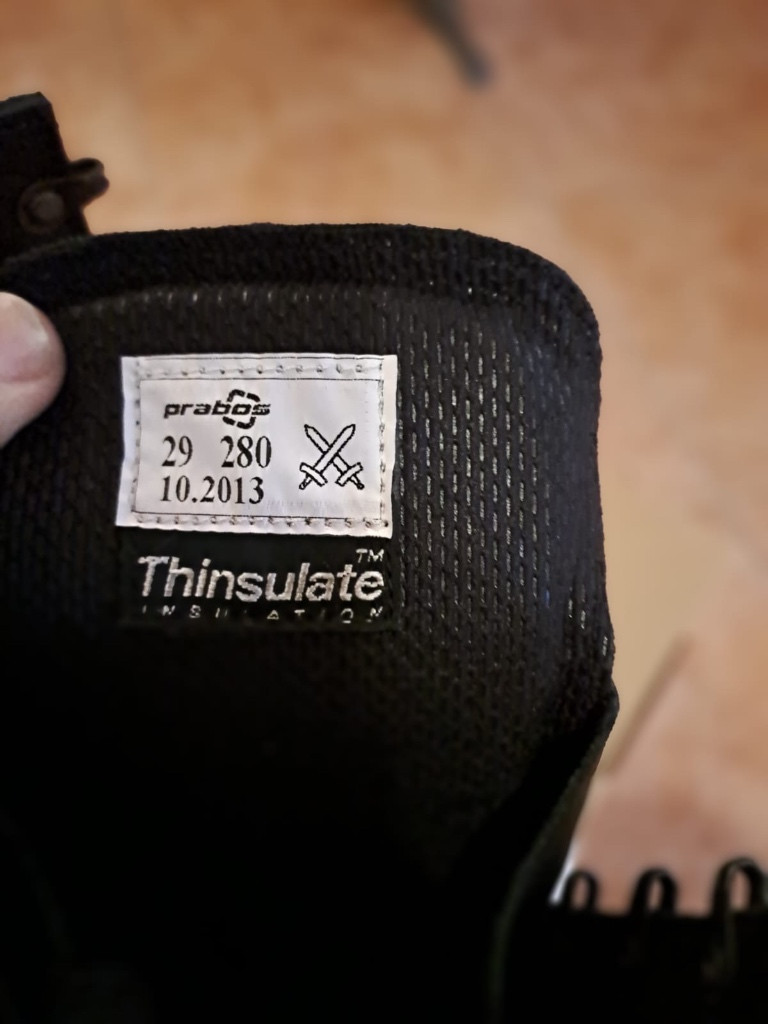 prabos
29 280
10.2013
Thinsulate™
INSULATION